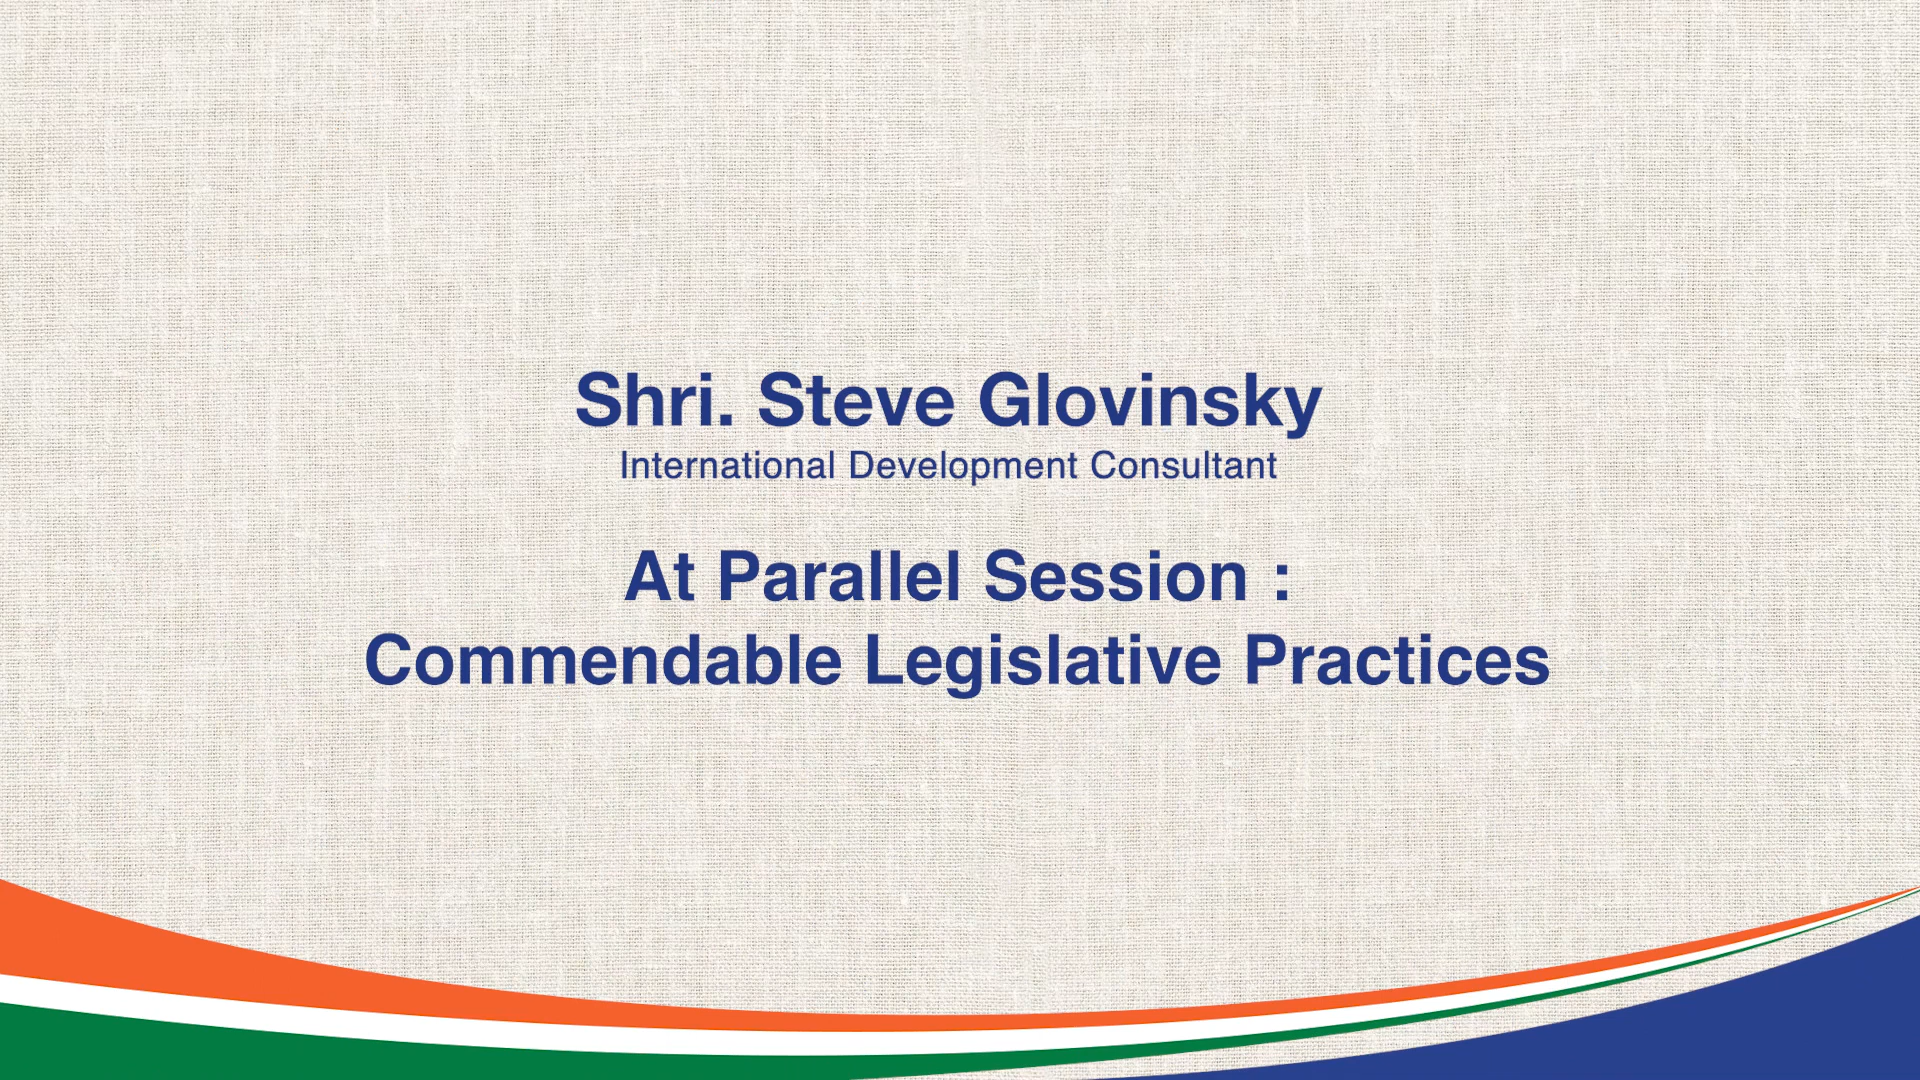 Shri. Steve Glovinsky
International Development Consultant
At Parallel Session :
Commendable Legislative Practices